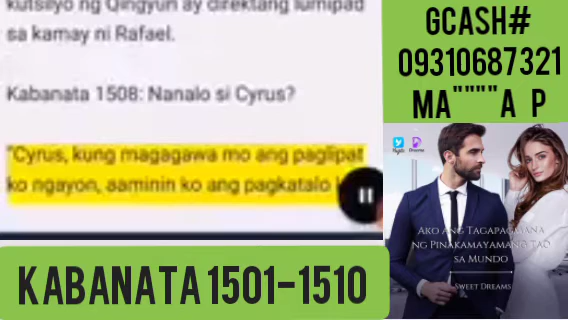 kutsilyo ng Qingyun ay direktang lumipad
sa kamay ni Rafael.
Kabanata 1508: Nanalo si Cyrus?
"Cyrus, kung magagawa mo ang paglipat
ko ngayon, aaminin ko ang pagkatalo
KABANATA 1501-1510
GCASH#
09310687321
MA""""A P
AKO ANG TAGAPAGMANA
NG PINAKAMAYAMANG TAO
SA MUNDO
SWEET DREAMS